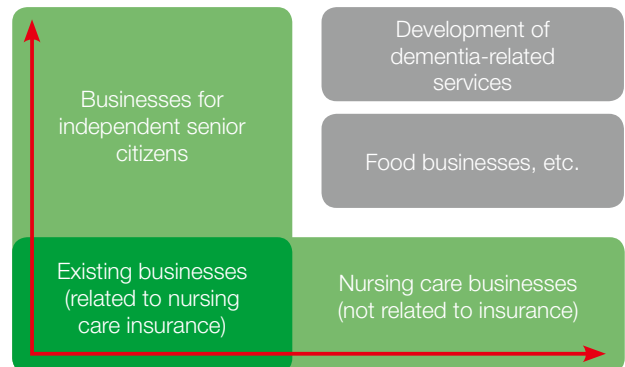 Businesses for
independent senior
citizens
Development of
dementia-related
services
Food businesses, etc.
Existing businesses
(related to nursing
care insurance)
Nursing care businesses
(not related to insurance)